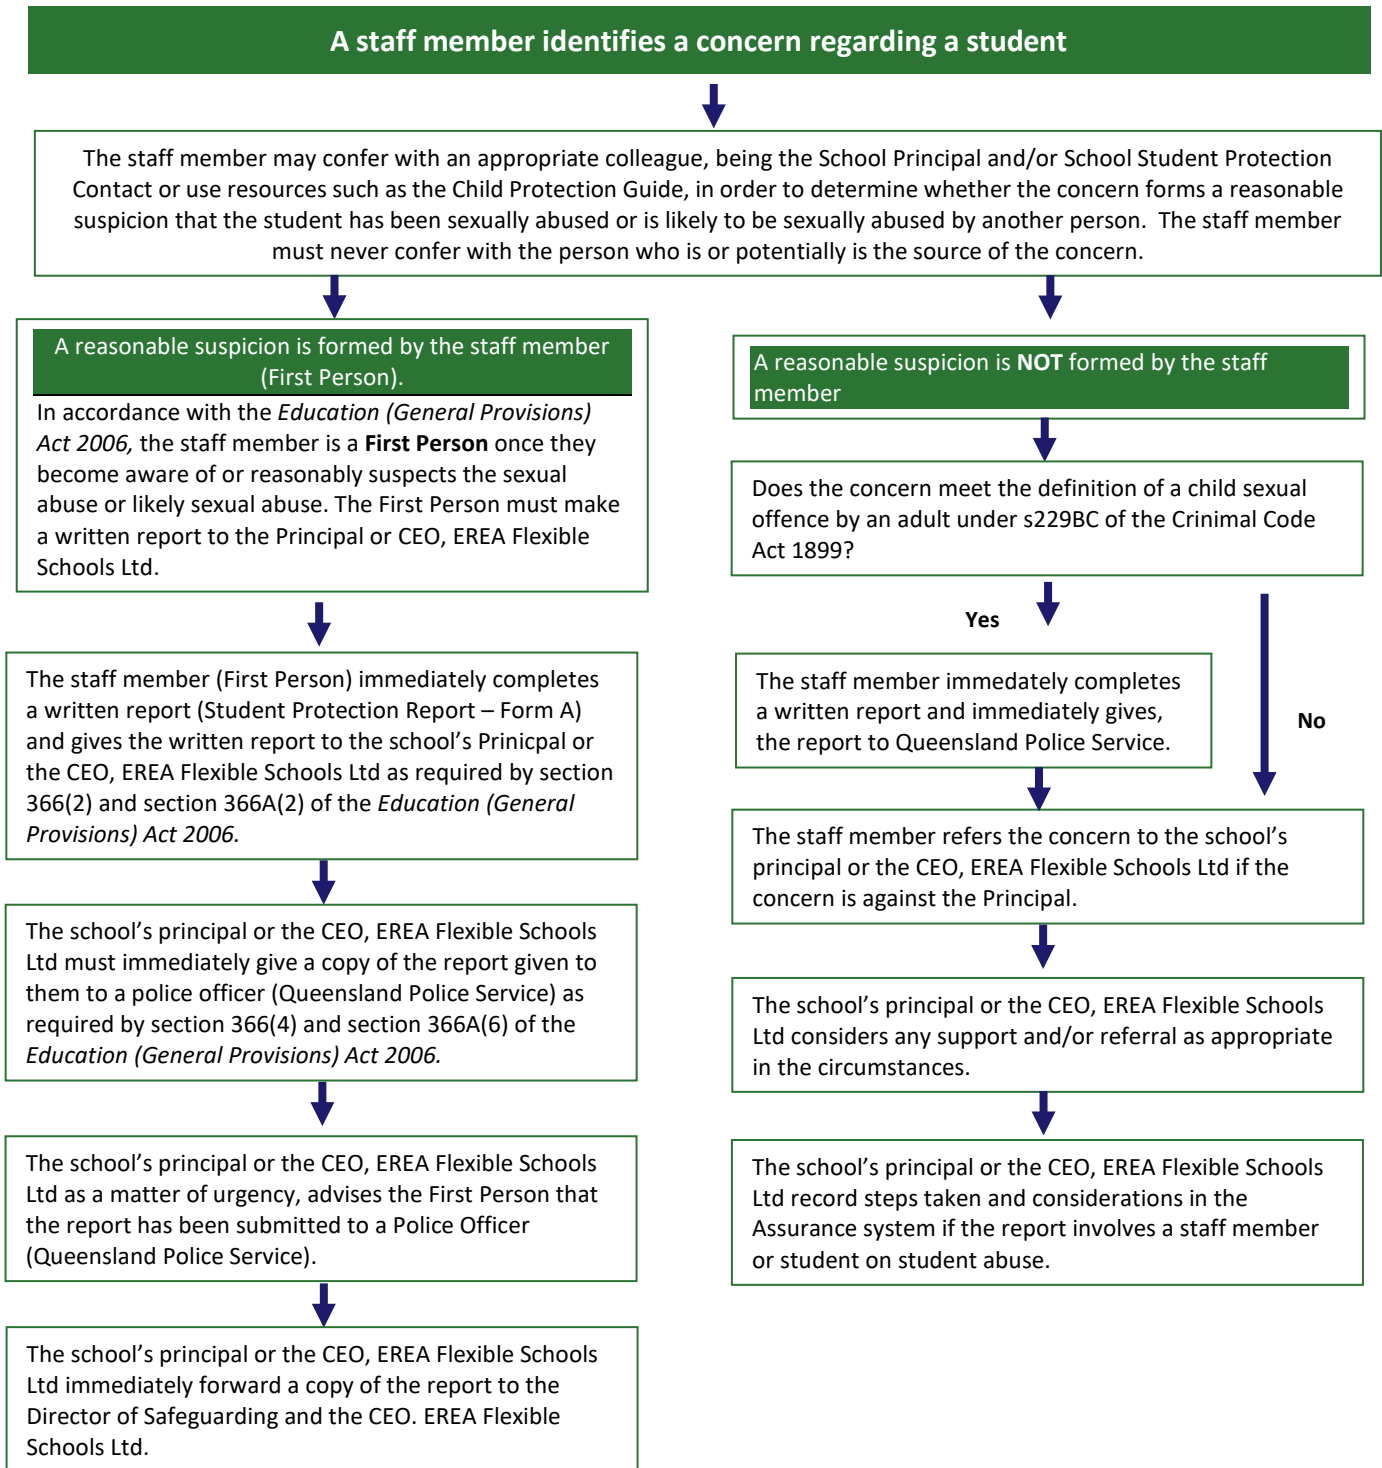 A staff member identifies a concern regarding a student
The staff member may confer with an appropriate colleague, being the School Principal and/or School Student Protection
Contact or use resources such as the Child Protection Guide, in order to determine whether the concern forms a reasonable
suspicion that the student has been sexually abused or is likely to be sexually abused by another person.  The staff member
must never confer with the person who is or potentially is the source of the concern.
A reasonable suspicion is formed by the staff member
(First Person).
In accordance with the Education (General Provisions)
Act 2006, the staff member is a First Person once they
become aware of or reasonably suspects the sexual
abuse or likely sexual abuse. The First Person must make
a written report to the Principal or CEO, EREA Flexible
Schools Ltd.
The staff member (First Person) immediately completes
a written report (Student Protection Report – Form A)
and gives the written report to the school’s Prinicpal or
the CEO, EREA Flexible Schools Ltd as required by section
366(2) and section 366A(2) of the Education (General
Provisions) Act 2006.
The school’s principal or the CEO, EREA Flexible Schools
Ltd must immediately give a copy of the report given to
them to a police officer (Queensland Police Service) as
required by section 366(4) and section 366A(6) of the
Education (General Provisions) Act 2006.
The school’s principal or the CEO, EREA Flexible Schools
Ltd as a matter of urgency, advises the First Person that
the report has been submitted to a Police Officer
(Queensland Police Service).
The school’s principal or the CEO, EREA Flexible Schools
Ltd immediately forward a copy of the report to the
Director of Safeguarding and the CEO. EREA Flexible
Schools Ltd.
A reasonable suspicion is NOT formed by the staff
member
Does the concern meet the definition of a child sexual
offence by an adult under s229BC of the Crinimal Code
Act 1899?
Yes
The staff member immedately completes
a written report and immediately gives,
the report to Queensland Police Service.
No
The staff member refers the concern to the school’s
principal or the CEO, EREA Flexible Schools Ltd if the
concern is against the Principal.
The school’s principal or the CEO, EREA Flexible Schools
Ltd considers any support and/or referral as appropriate
in the circumstances.
The school’s principal or the CEO, EREA Flexible Schools
Ltd record steps taken and considerations in the
Assurance system if the report involves a staff member
or student on student abuse.